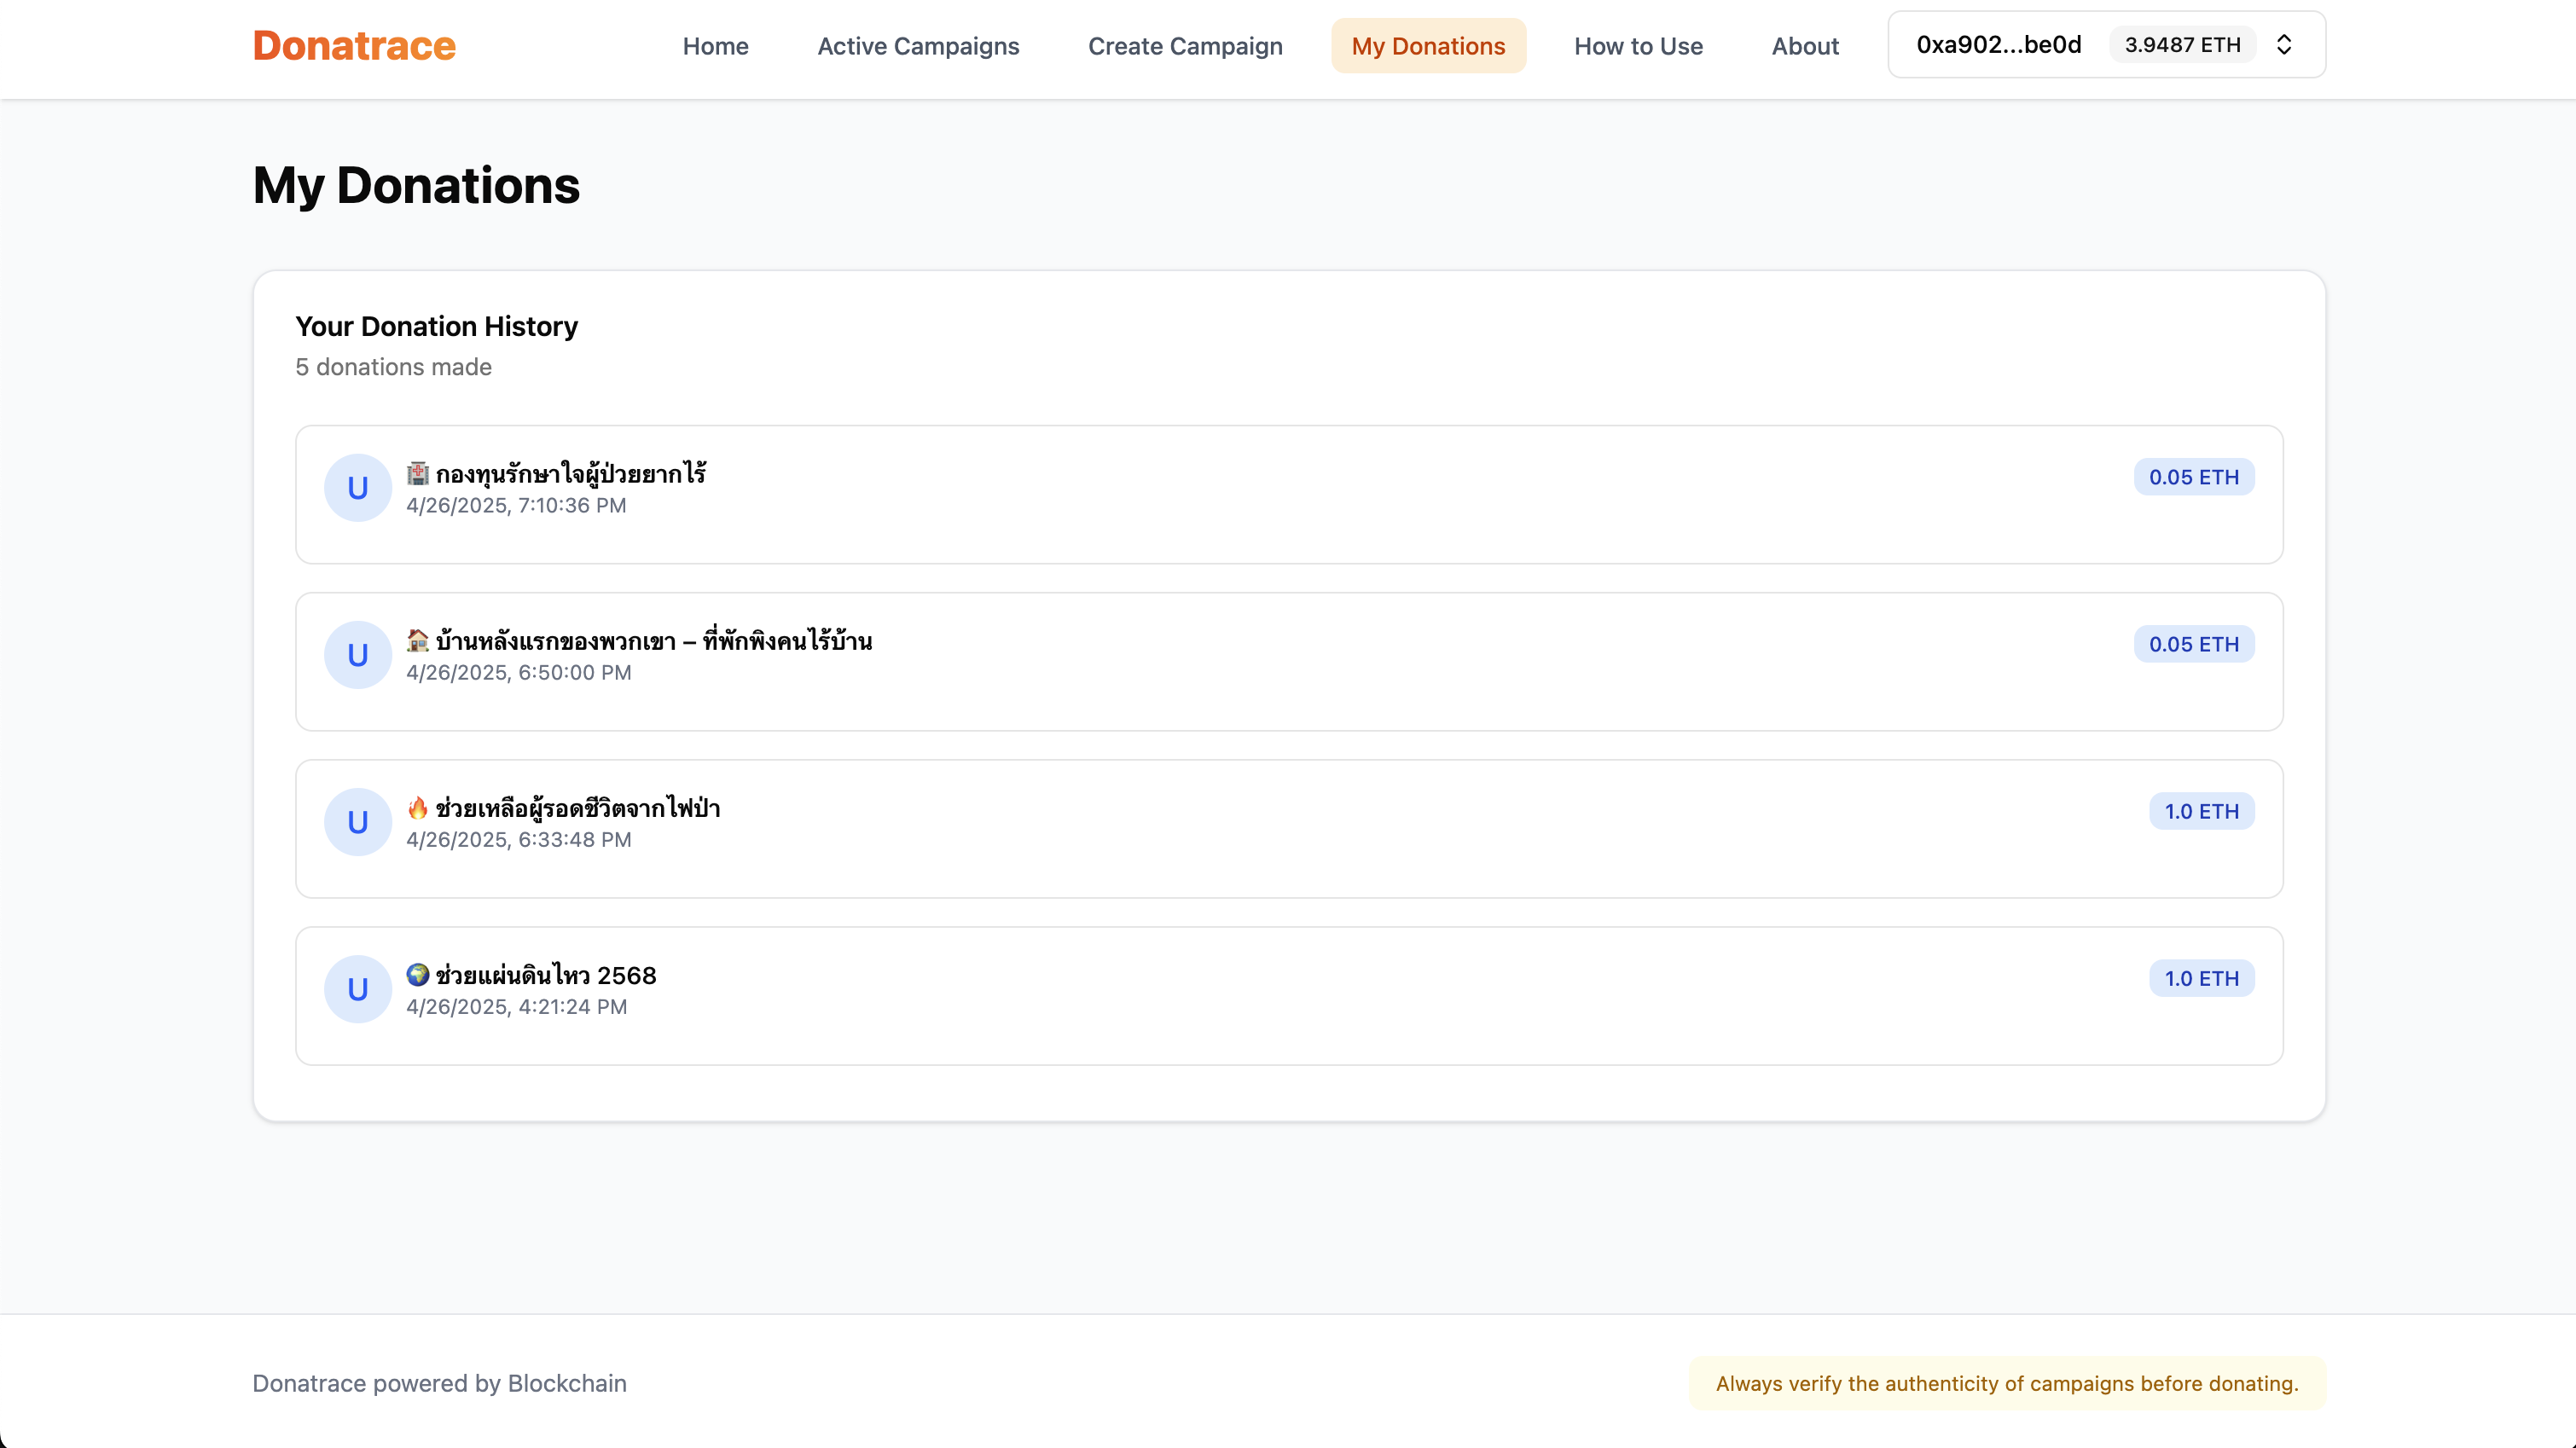 Donatrace
Home
Active Campaigns
Create Campaign
My Donations
How to Use
About
0xa902...be0d
3.9487 ETH
My Donations
Your Donation History
5 donations made
U
🏥 กองทุนรักษาใจผู้ป่วยยากไร้
0.05 ETH
4/26/2025, 7:10:36 PM
U
🏠 บ้านหลังแรกของพวกเขา – ที่พักพิงคนไร้บ้าน
0.05 ETH
4/26/2025, 6:50:00 PM
U
🔥 ช่วยเหลือผู้รอดชีวิตจากไฟป่า
1.0 ETH
4/26/2025, 6:33:48 PM
U
🌍 ช่วยแผ่นดินไหว 2568
1.0 ETH
4/26/2025, 4:21:24 PM
Donatrace powered by Blockchain
Always verify the authenticity of campaigns before donating.